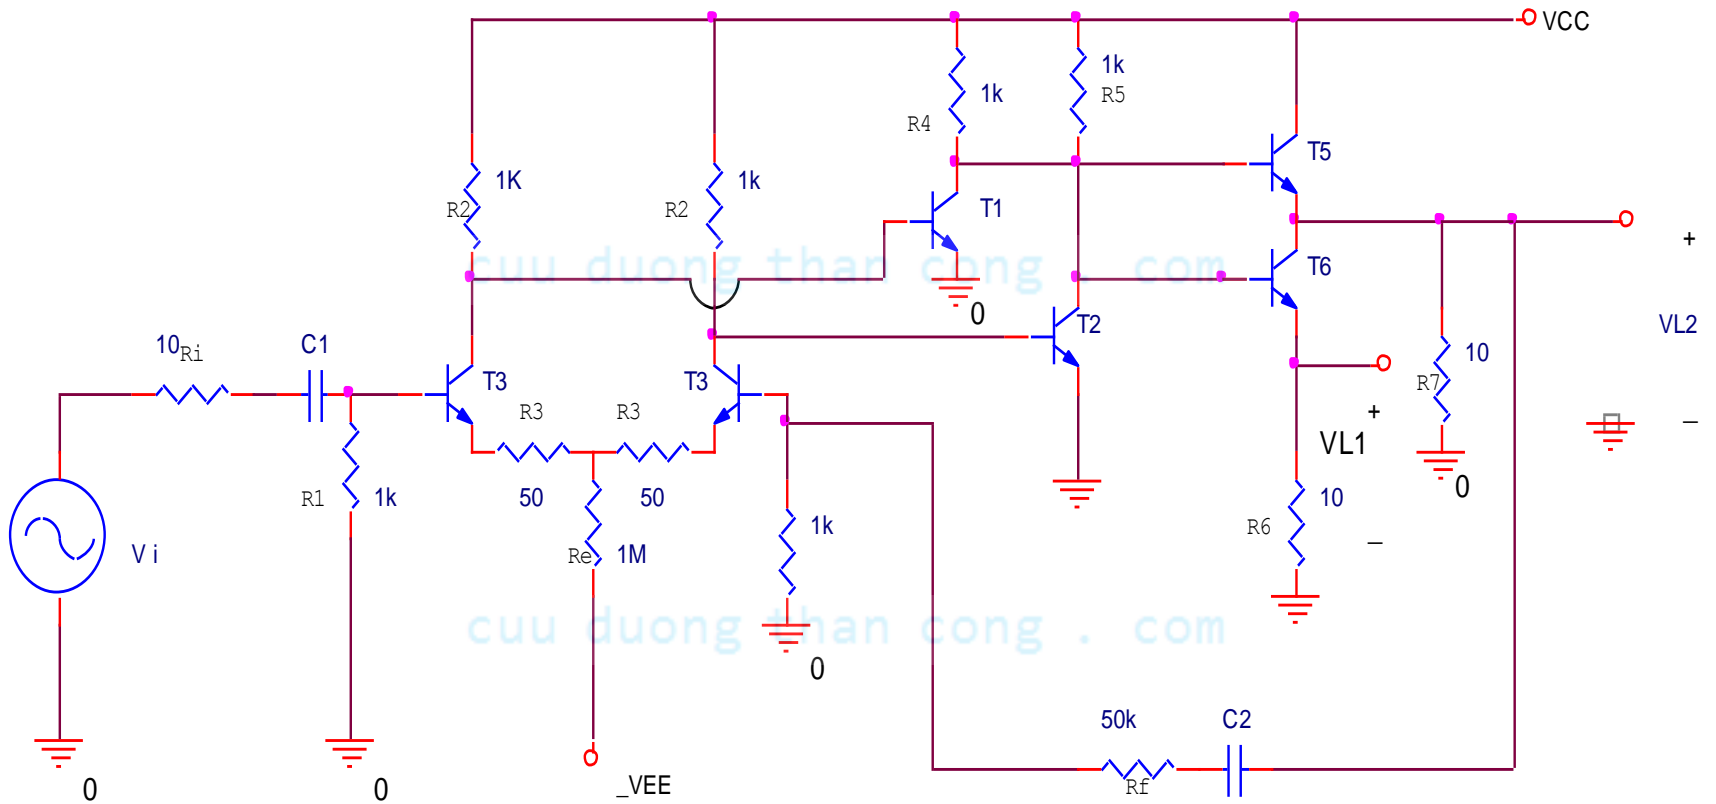 VCC
1k
R5
1k
R4
T5
1K
R2
1k
R2
T1
T6
cuu duong than cong . com
0
T2
VL2
+
10 Ri
C1
T3
T3
10
R7
R3
R3
+
VL1
–
50
50
0
R1
1k
10
R6
1k
–
Vi
Re
1M
cuu duong than cong . com
0
50k
C2
Rf
_VEE
0
0